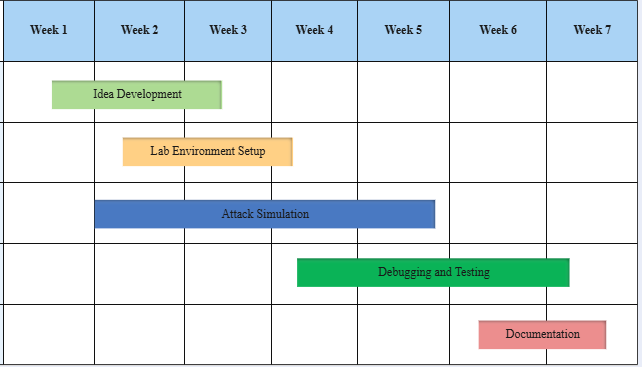 Week 1 Week 2 Week 3 Week 4 Week 5 Week 6 Week 7
Idea Development
Lab Environment Setup
Attack Simulation
Debugging and Testing
Documentation